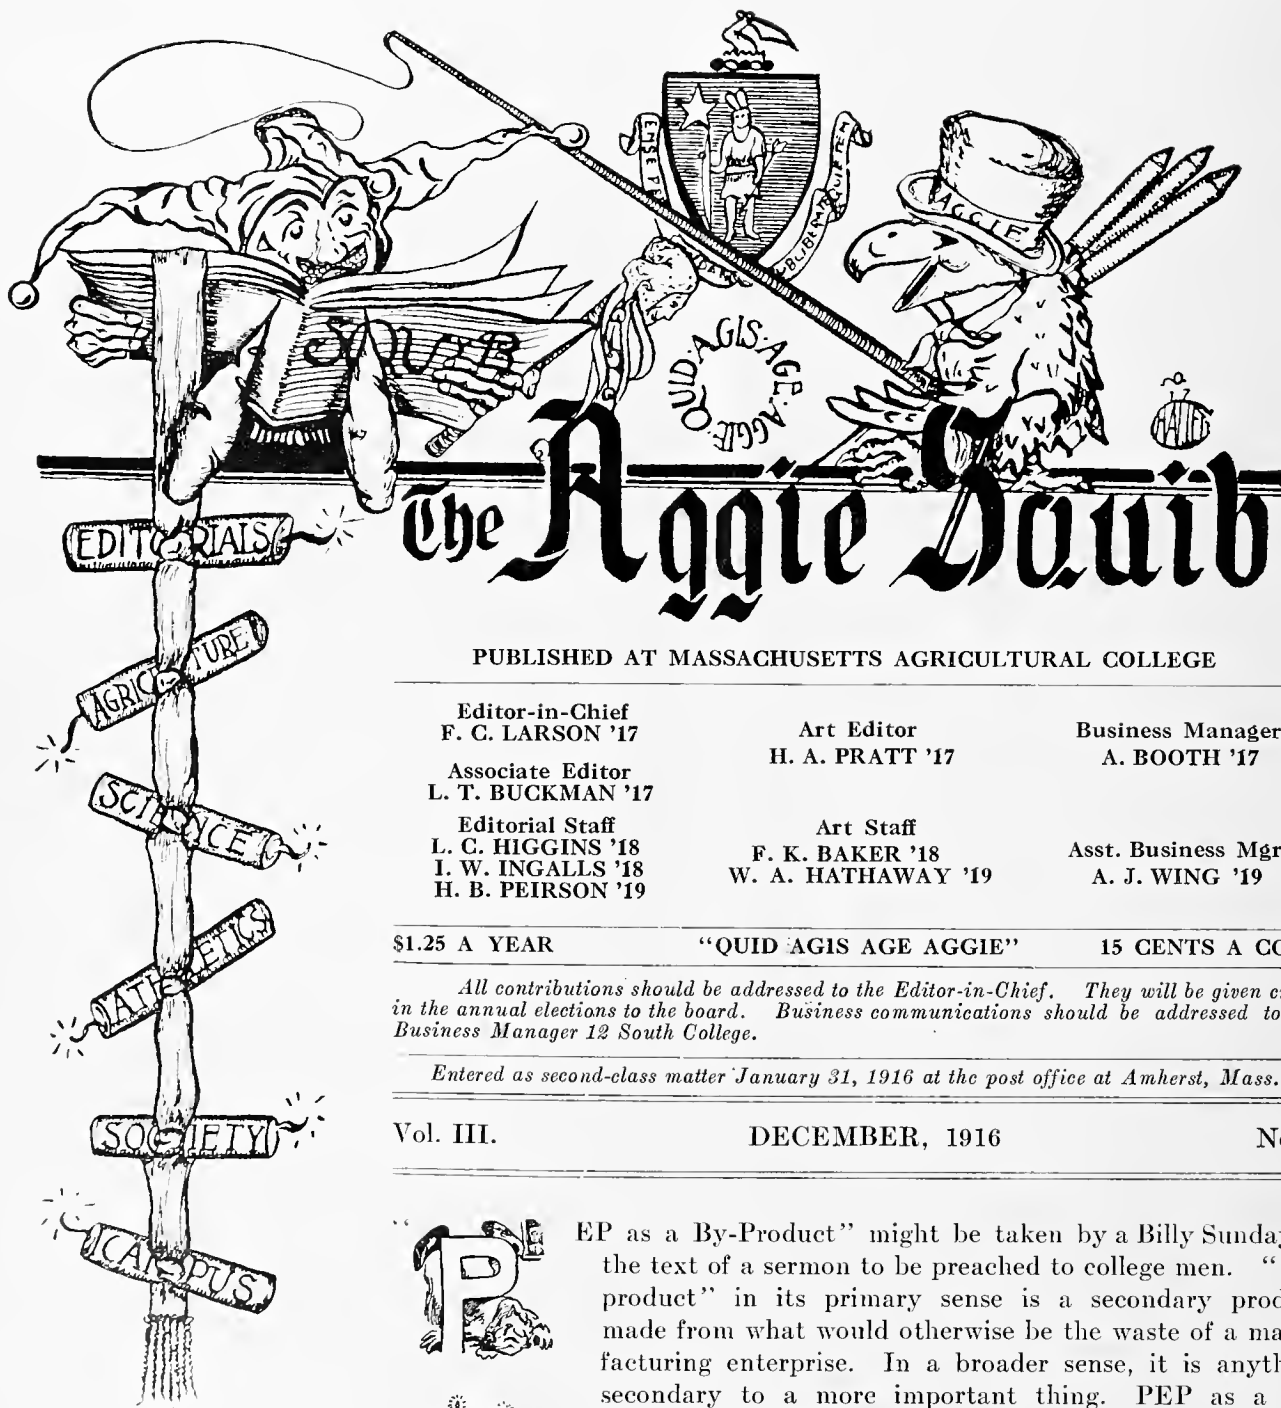 AGGIE
SQUIB
QUID·AGIS·AGE·AGGIE
The Aggie Squib
EDITORIALS
AGRICULTURE
SCIENCE
ATHLETICS
SOCIETY
CAMPUS
PUBLISHED AT MASSACHUSETTS AGRICULTURAL COLLEGE
Editor-in-Chief
F. C. LARSON '17
Associate Editor
L. T. BUCKMAN '17
Editorial Staff
L. C. HIGGINS '18
I. W. INGALLS '18
H. B. PEIRSON '19
Art Editor
H. A. PRATT '17
Art Staff
F. K. BAKER '18
W. A. HATHAWAY '19
Business Manager
A. BOOTH '17
Asst. Business Mgr
A. J. WING '19
$1.25 A YEAR "QUID AGIS AGE AGGIE" 15 CENTS A CO
All contributions should be addressed to the Editor-in-Chief. They will be given c
in the annual elections to the board. Business communications should be addressed to
Business Manager 12 South College.
Entered as second-class matter January 31, 1916 at the post office at Amherst, Mass.
Vol. III. DECEMBER, 1916 N
"PEP as a By-Product" might be taken by a Billy Sunday
the text of a sermon to be preached to college men. "
product" in its primary sense is a secondary prod
made from what would otherwise be the waste of a ma
facturing enterprise. In a broader sense, it is anyth
secondary to a more important thing. PEP as a